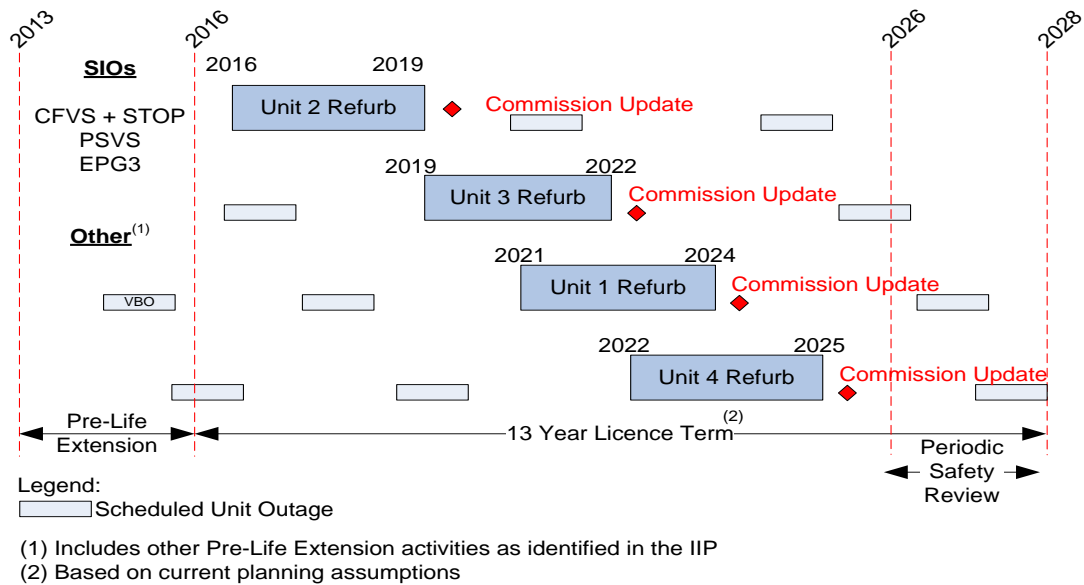 2013
2016
2026
2028
SIOs
CFVS + STOP
PSVS
EPG3
2016
2019
Unit 2 Refurb
Commission Update
2019
2022
Unit 3 Refurb
Commission Update
Other(1)
VBO
2021
2024
Unit 1 Refurb
Commission Update
2022
2025
Unit 4 Refurb
Commission Update
Pre-Life
Extension
13 Year Licence Term(2)
Periodic
Safety
Review
Legend:
Scheduled Unit Outage
(1) Includes other Pre-Life Extension activities as identified in the IIP
(2) Based on current planning assumptions